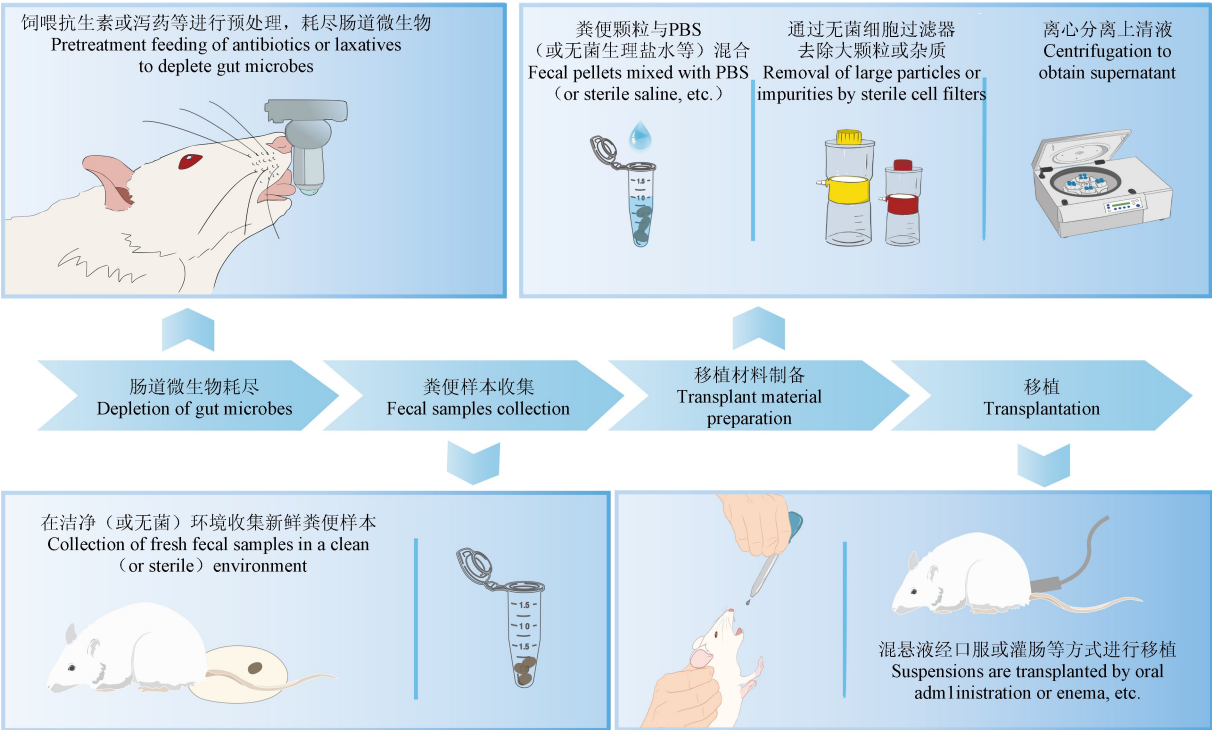 饲喂抗生素或泻药等进行预处理，耗尽肠道微生物
Pretreatment feeding of antibiotics or laxatives
to deplete gut microbes
粪便颗粒与PBS
（或无菌生理盐水等）混合
Fecal pellets mixed with PBS
（or sterile saline, etc.）
1.5
1 0
1.5
通过无菌细胞过滤器
去除大颗粒或杂质
Removal of large particles or
impurities by sterile cell filters
离心分离上清液
Centrifugation to
obtain supernatant
肠道微生物耗尽
Depletion of gut microbes
粪便样本收集
Fecal samples collection
移植材料制备
Transplant material
preparation
移植
Transplantation
在洁净（或无菌）环境收集新鲜粪便样本
Collection of fresh fecal samples in a clean
（or sterile）environment
1.5
1 0
1.5
混悬液经口服或灌肠等方式进行移植
Suspensions are transplanted by oral
adm1inistration or enema, etc.